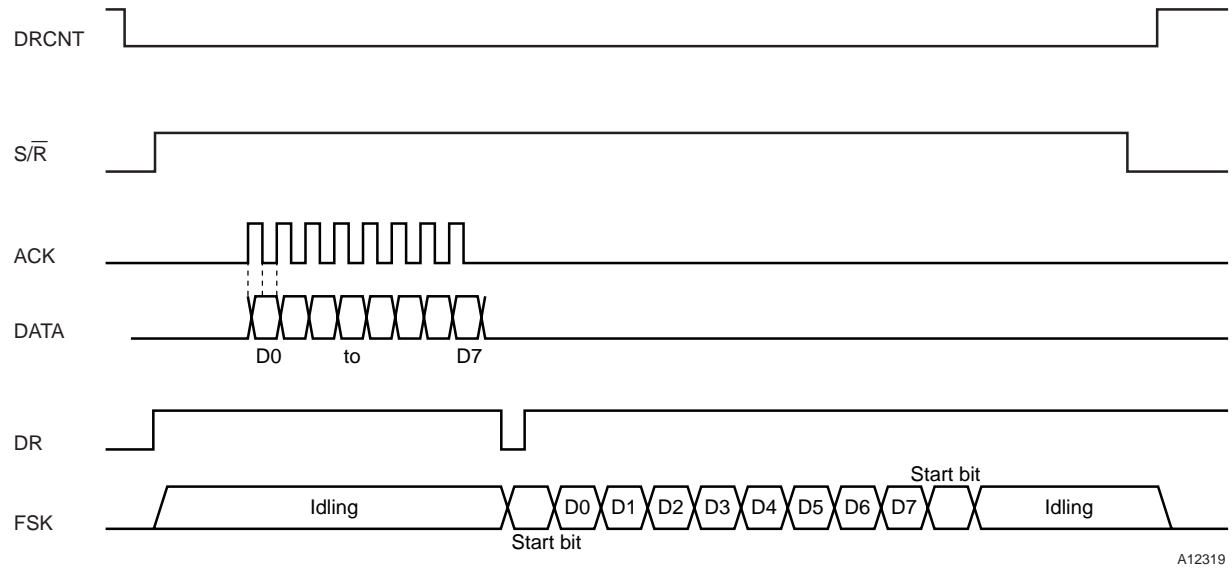 DRCNT
S/R̅
ACK
DATA
D0 to D7
DR
Start bit
FSK
Idling D0 D1 D2 D3 D4 D5 D6 D7 Idling
Start bit
A12319